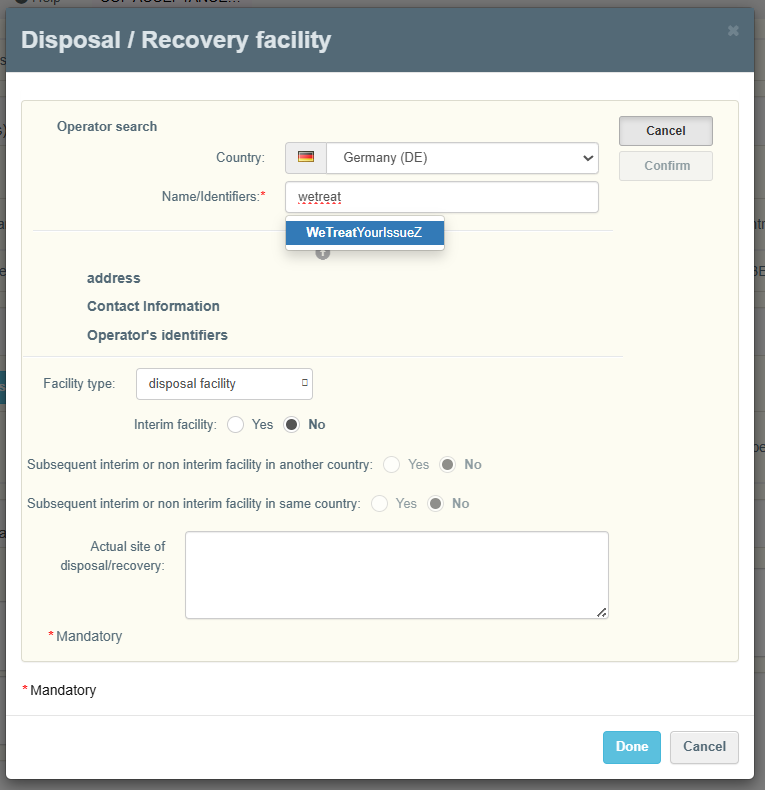 Disposal / Recovery facility
Operator search
Cancel
Country: Germany (DE)
Confirm
Name/Identifiers:* wetreat
WeTreatYourIssueZ
address
Contact Information
Operator's identifiers
Facility type: disposal facility
Interim facility: Yes No
Subsequent interim or non interim facility in another country: Yes No
Subsequent interim or non interim facility in same country: Yes No
Actual site of
disposal/recovery:
* Mandatory
* Mandatory
Done Cancel